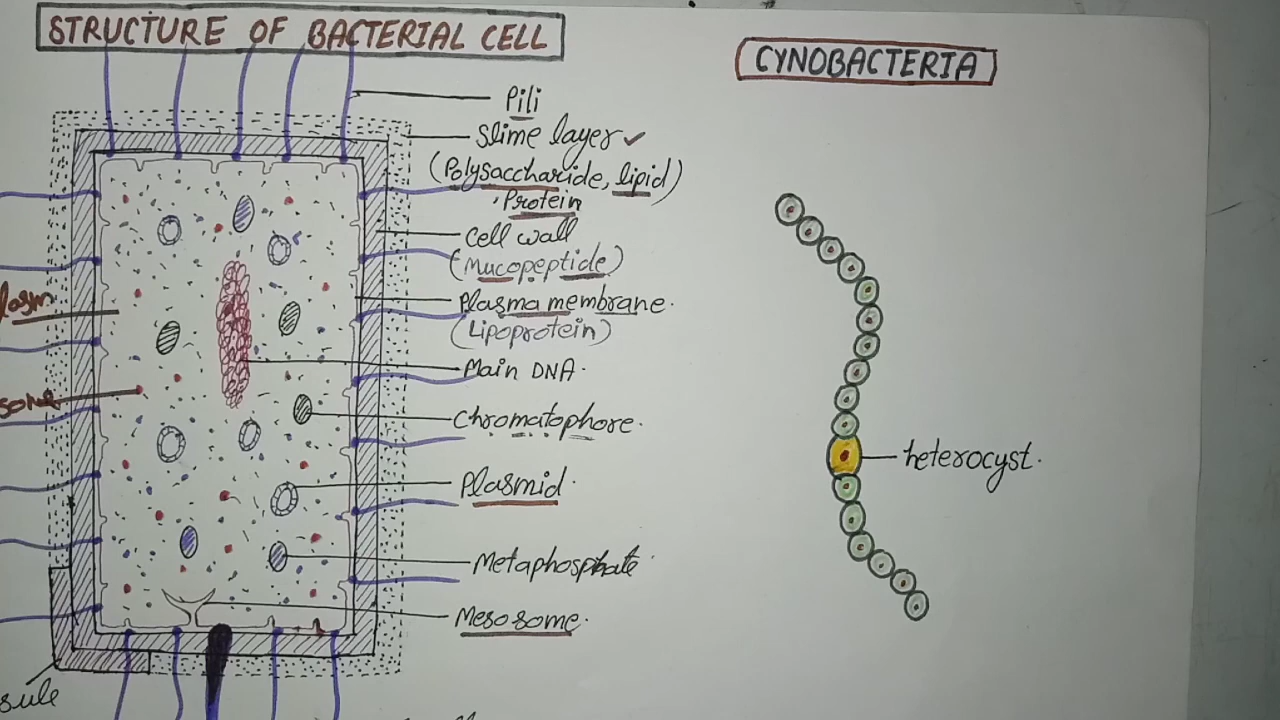 STRUCTURE OF BACTERIAL CELL
Pili
Slime layer ✓
(Polysaccharide, lipid)
Protein
Cell wall
(Mucopeptide)
Plasma membrane.
(Lipoprotein)
Main DNA.
Chromatophore.
Plasmid.
Metaphosphate
Mesosome.
CYNOBACTERIA
heterocyst.